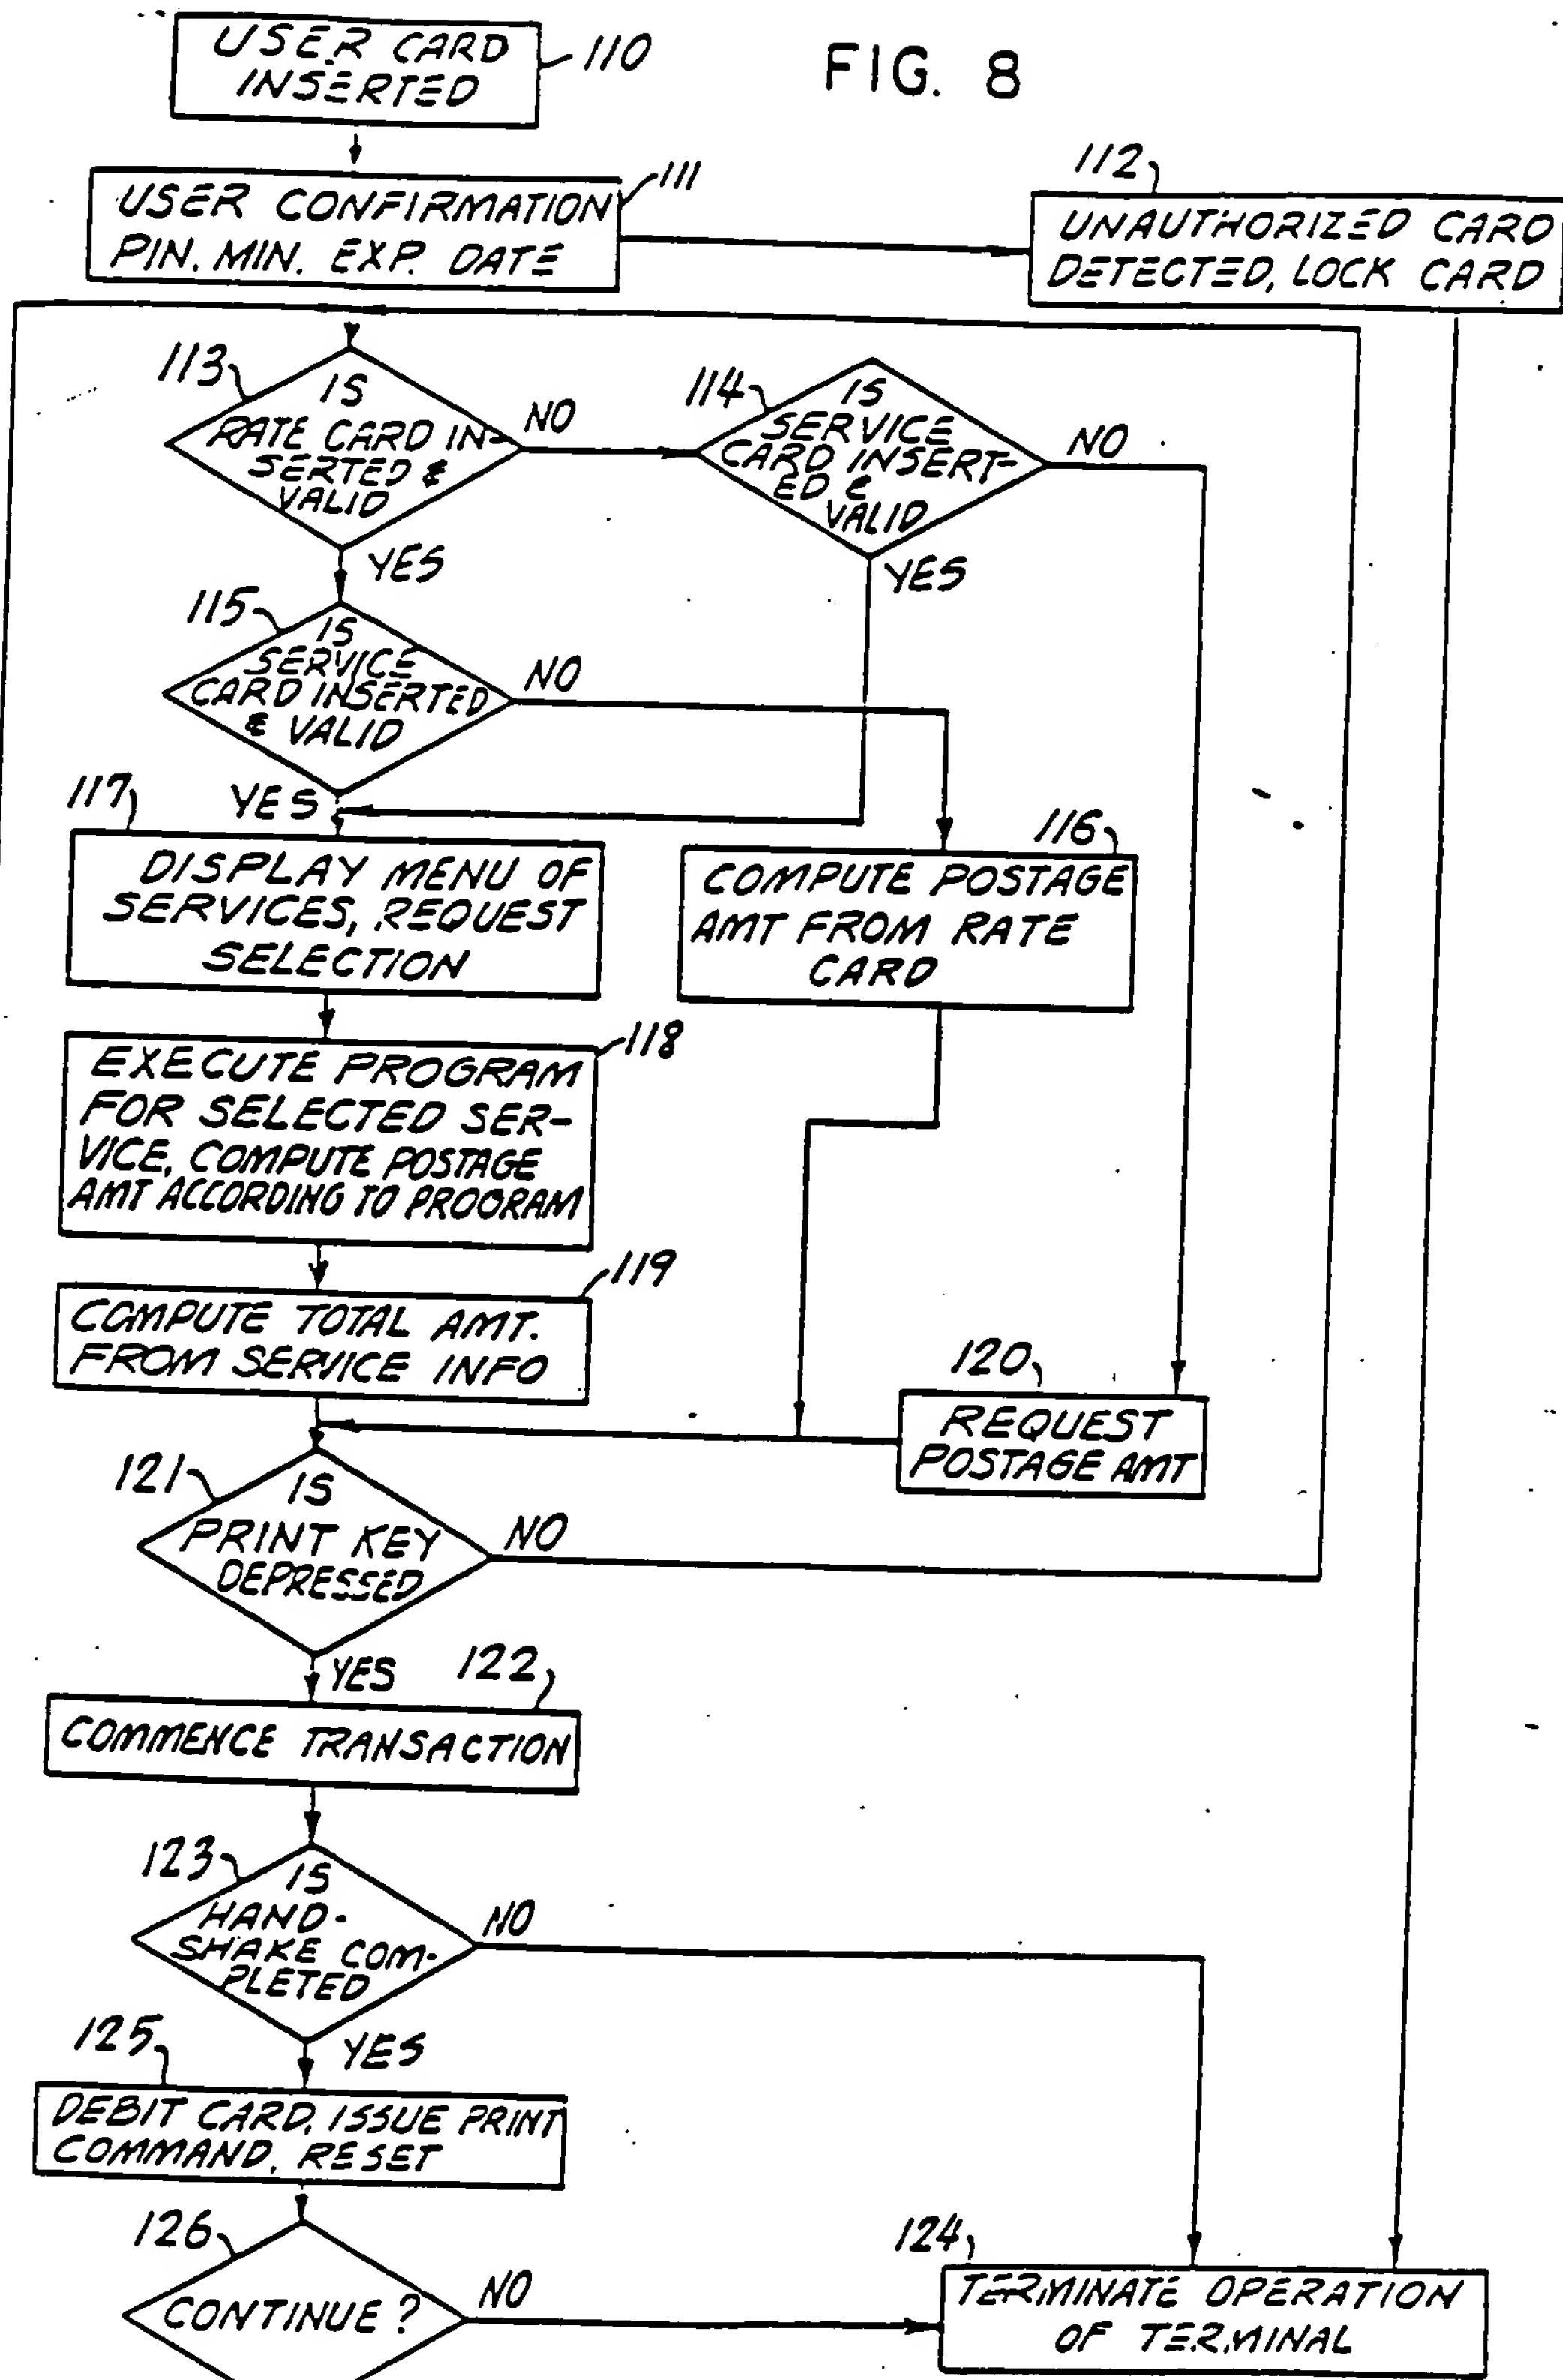 FIG. 8
USER CARD
INSERTED
110
USER CONFIRMATION
PIN. MIN. EXP. DATE
111
112
UNAUTHORIZED CARD
DETECTED, LOCK CARD
113
IS
RATE CARD IN-
SERTED &
VALID
NO
YES
114
IS
SERVICE
CARD INSERT-
ED &
VALID
NO
YES
115
IS
SERVICE
CARD INSERTED
& VALID
NO
YES
117
DISPLAY MENU OF
SERVICES, REQUEST
SELECTION
116
COMPUTE POSTAGE
AMT FROM RATE
CARD
118
EXECUTE PROGRAM
FOR SELECTED SER-
VICE, COMPUTE POSTAGE
AMT ACCORDING TO PROGRAM
119
COMPUTE TOTAL AMT.
FROM SERVICE INFO
120
REQUEST
POSTAGE AMT
121
IS
PRINT KEY
DEPRESSED
NO
YES
122
COMMENCE TRANSACTION
123
IS
HAND-
SHAKE COM-
PLETED
NO
YES
125
DEBIT CARD, ISSUE PRINT
COMMAND, RESET
126
CONTINUE?
NO
124
TERMINATE OPERATION
OF TERMINAL